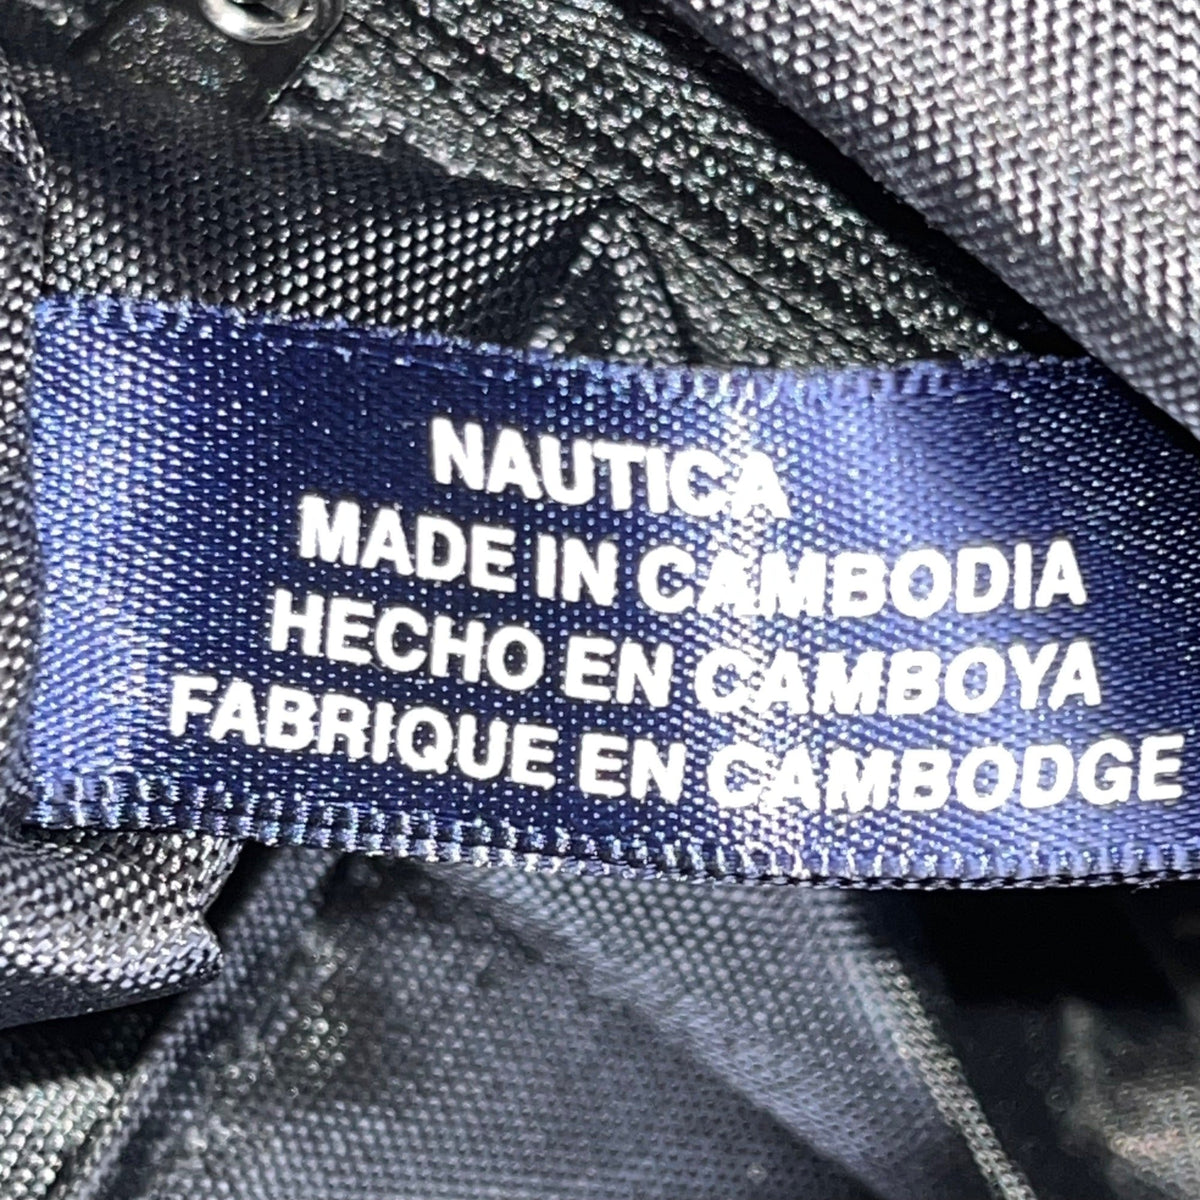 NAUTICA
MADE IN CAMBODIA
HECHO EN CAMBOYA
FABRIQUE EN CAMBODGE